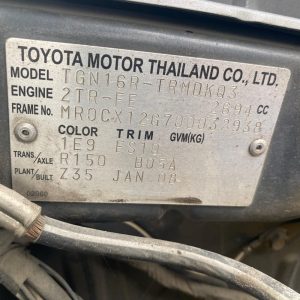 TOYOTA MOTOR THAILAND CO., LTD.
MODEL TGN16R-TRMDKQ3
ENGINE 2TR-FE 2694 CC
FRAME NO.
COLOR TRIM GVM(KG)
1E9 FS10
TRANS/AXLE R150 B05A
PLANT/BUILT Z35 JAN 08